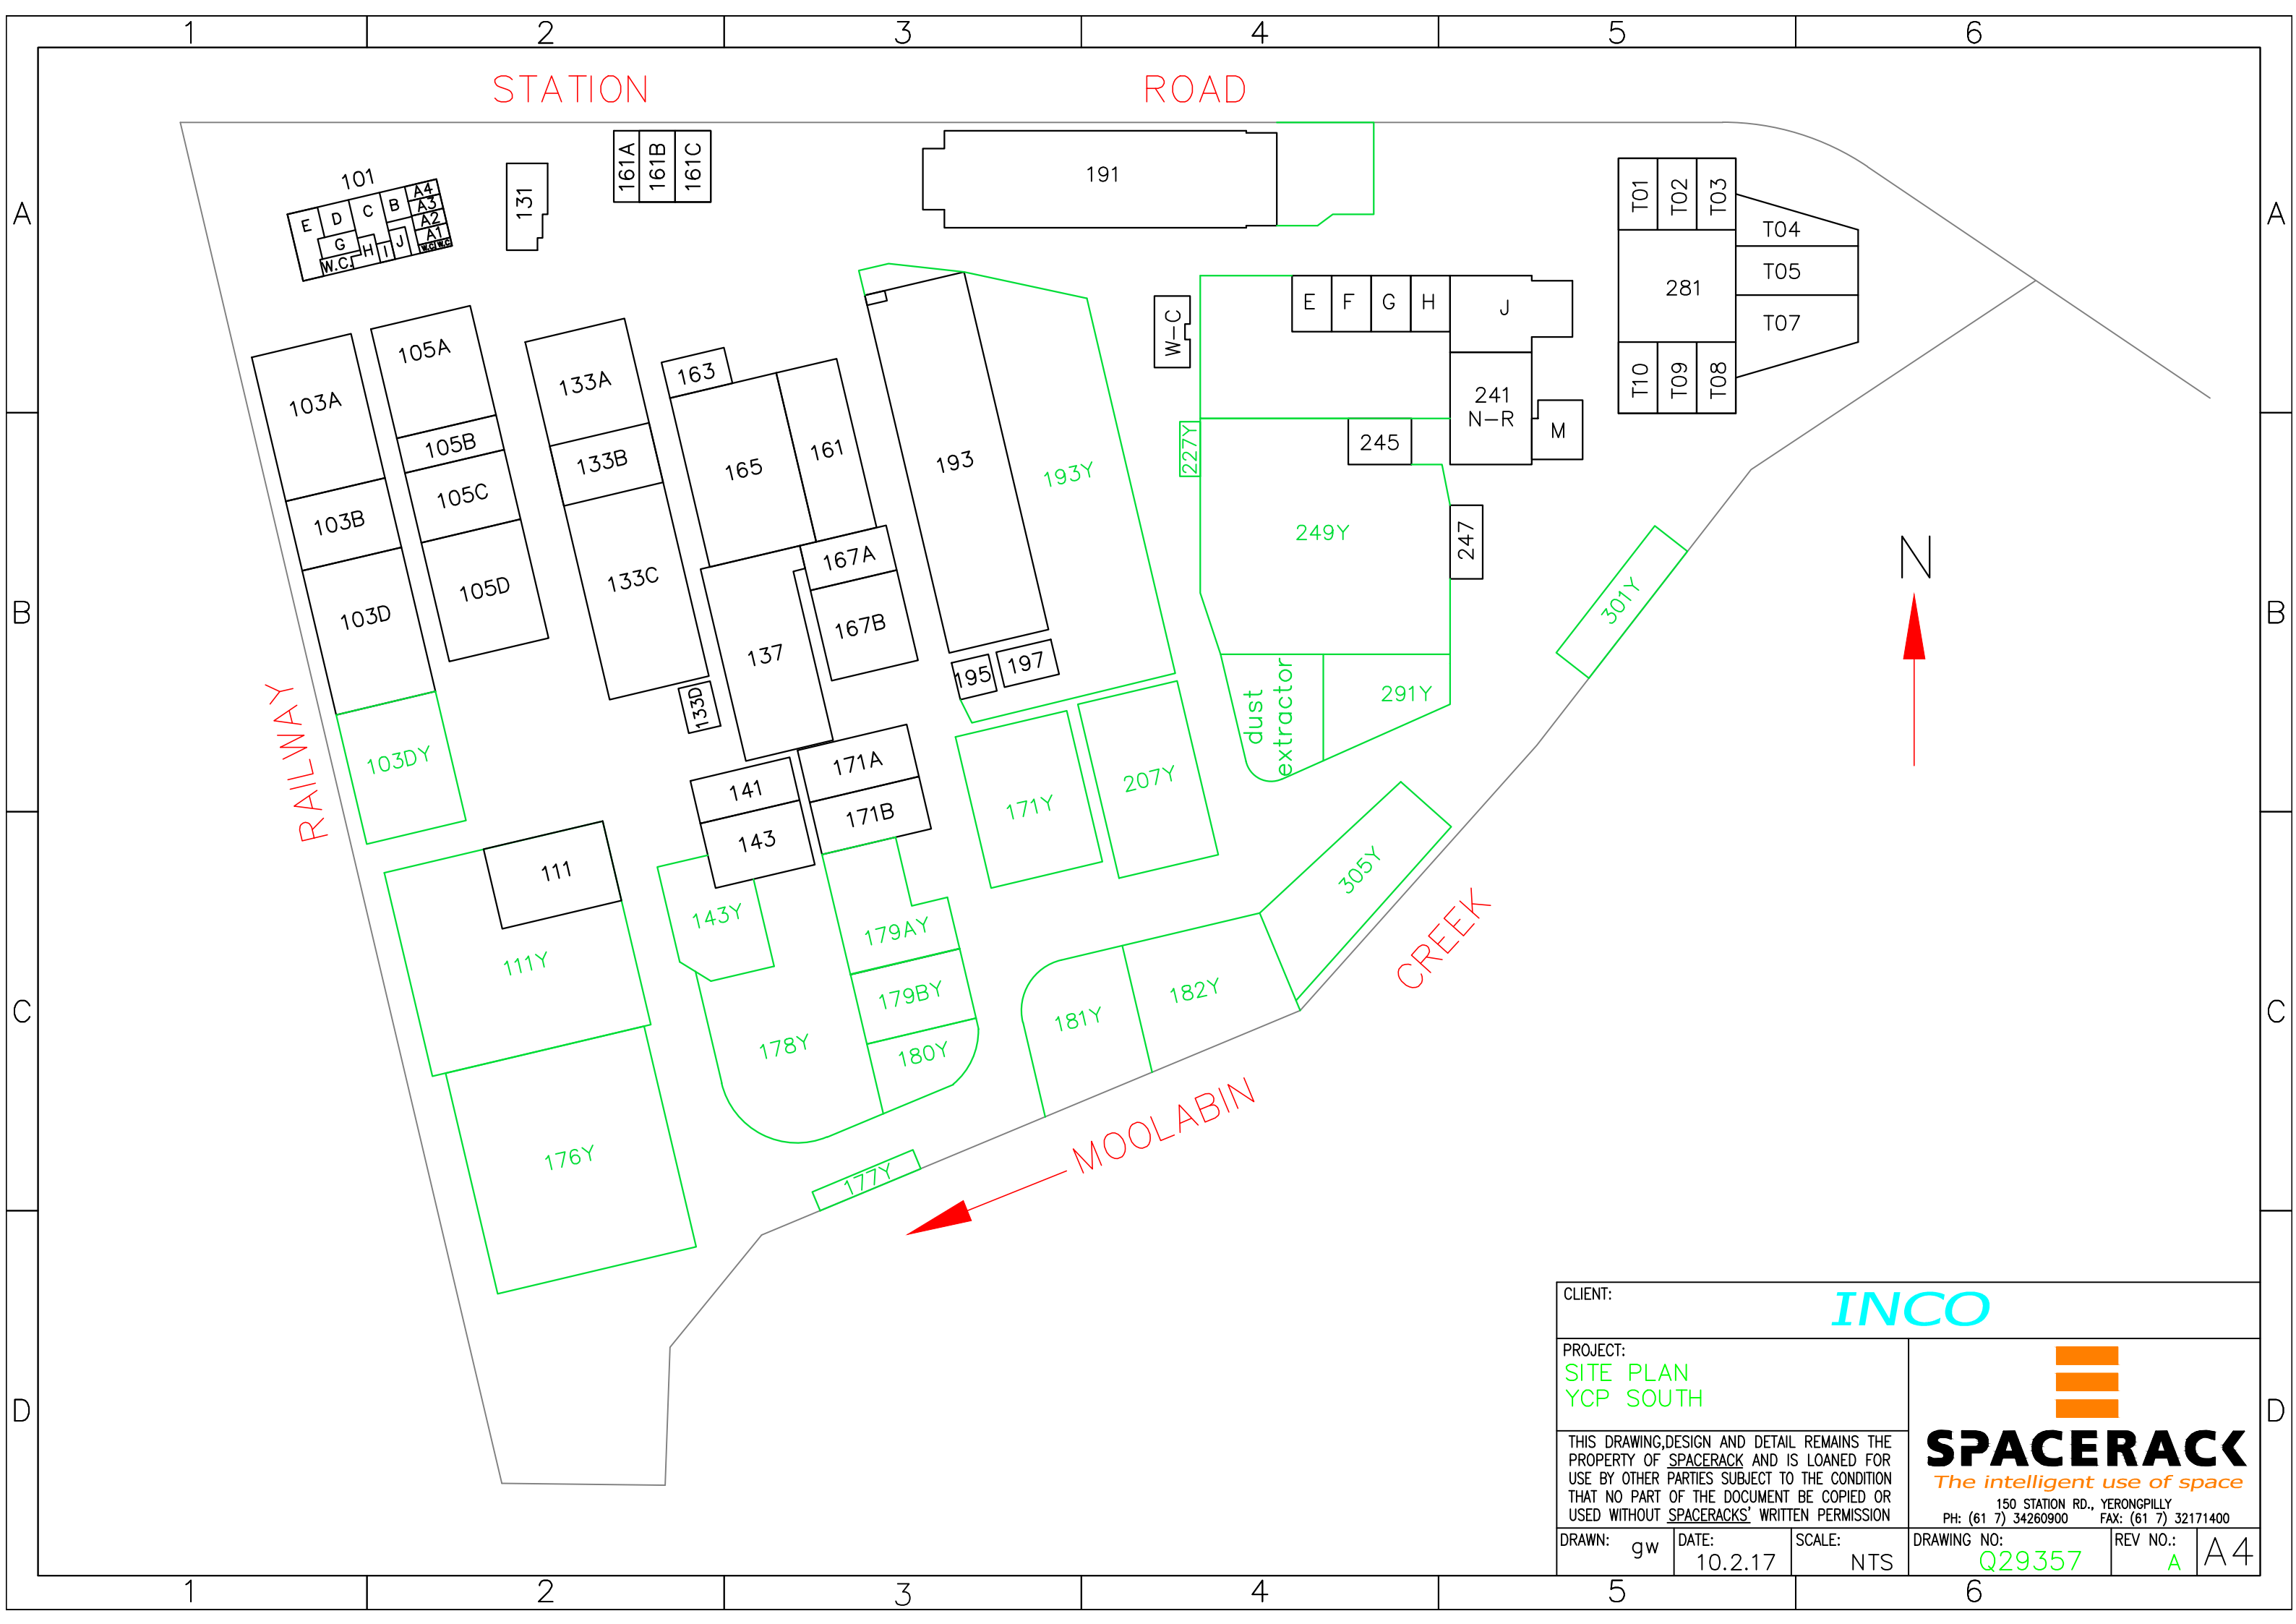 1 2 3 4 5 6
STATION ROAD
A A
101
E D C B A4
A3
A2
A1
G H I J
W.C. W.C W.C
131
161A 161B 161C
191
T01 T02 T03
T04
T05
T07
281
T10 T09 T08
103A
103B
103D
103DY
105A
105B
105C
105D
133A
133B
133C
133D
163
165
161
167A
167B
137
193
193Y
195
197
W-C
E F G H J
241
N-R
M
245
227Y
249Y
247
dust
extractor
291Y
301Y
N
B B
RAILWAY
141
143
171A
171B
171Y
207Y
305Y
111
111Y
143Y
179AY
179BY
178Y
180Y
181Y
182Y
C C
CREEK
MOOLABIN
176Y
177Y
D D
CLIENT:
INCO
PROJECT:
SITE PLAN
YCP SOUTH
THIS DRAWING,DESIGN AND DETAIL REMAINS THE
PROPERTY OF SPACERACK AND IS LOANED FOR
USE BY OTHER PARTIES SUBJECT TO THE CONDITION
THAT NO PART OF THE DOCUMENT BE COPIED OR
USED WITHOUT SPACERACKS' WRITTEN PERMISSION
SPACERACK
The intelligent use of space
150 STATION RD., YERONGPILLY
PH: (61 7) 34260900 FAX: (61 7) 32171400
DRAWN: gw
DATE: 10.2.17
SCALE: NTS
DRAWING NO: Q29357
REV NO.: A
A4
1 2 3 4 5 6